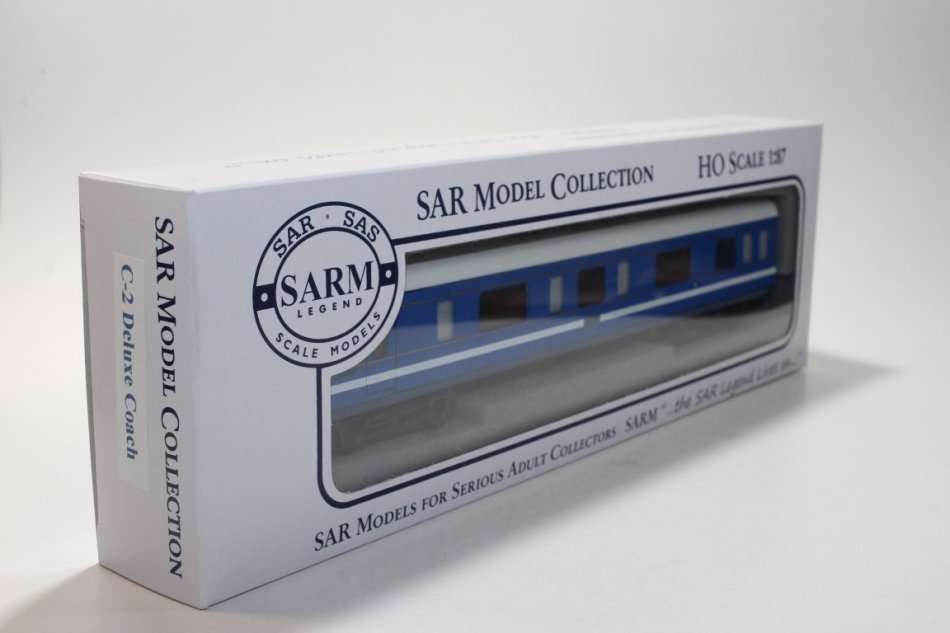 SAR MODEL COLLECTION
HO SCALE 1:87
SAR · SAS
SARM
LEGEND
SCALE MODELS
SAR MODEL COLLECTION
C-2 Deluxe Coach
SAR MODELS FOR SERIOUS ADULT COLLECTORS SARM "...the SAR Legend Lives on..."